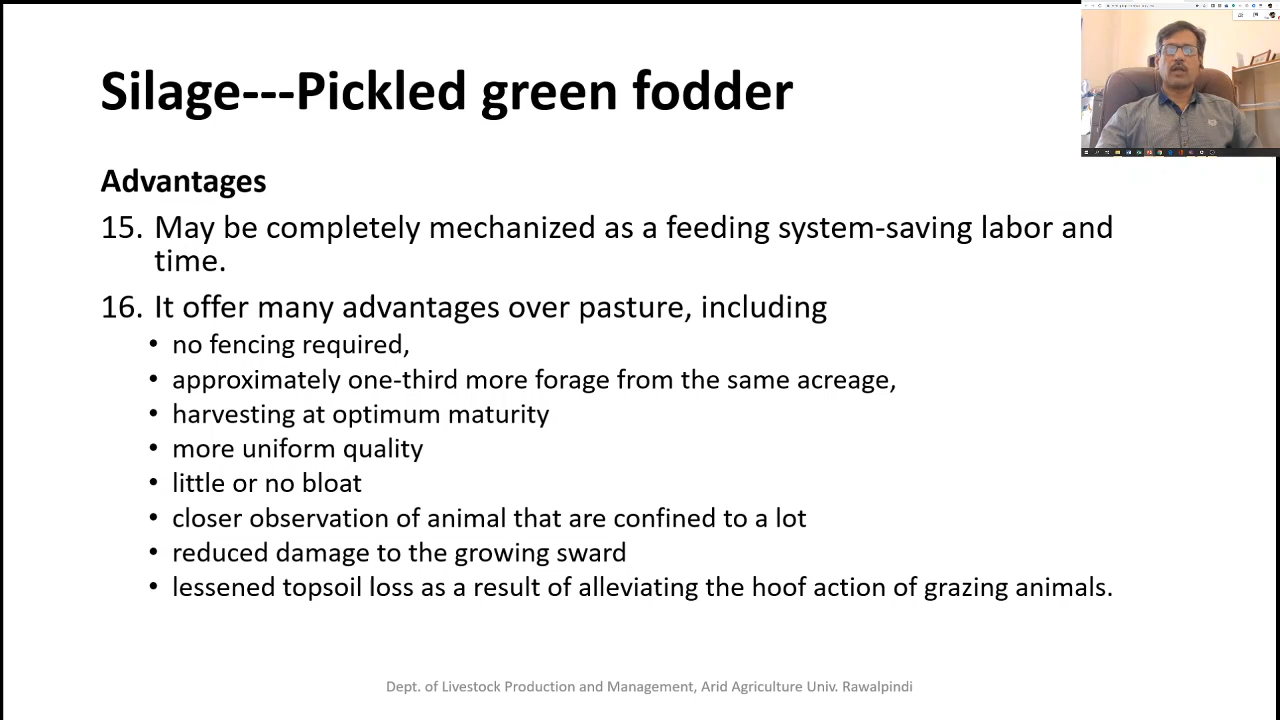 Silage---Pickled green fodder
Advantages
15. May be completely mechanized as a feeding system-saving labor and
time.
16. It offer many advantages over pasture, including
• no fencing required,
• approximately one-third more forage from the same acreage,
• harvesting at optimum maturity
• more uniform quality
• little or no bloat
• closer observation of animal that are confined to a lot
• reduced damage to the growing sward
• lessened topsoil loss as a result of alleviating the hoof action of grazing animals.
Dept. of Livestock Production and Management, Arid Agriculture Univ. Rawalpindi